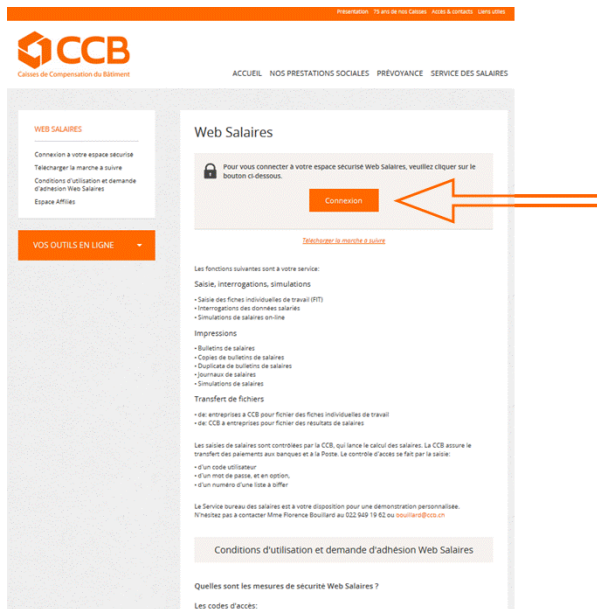 Présentation 75 ans de nos Caisses Accès & contacts Liens utiles
CCB
Caisses de Compensation du Bâtiment
ACCUEIL NOS PRESTATIONS SOCIALES PRÉVOYANCE SERVICE DES SALAIRES
WEB SALAIRES
Connexion à votre espace sécurisé
Télécharger la marche à suivre
Conditions d'utilisation et demande
d'adhésion Web Salaires
Espace Affiliés
VOS OUTILS EN LIGNE
Web Salaires
Pour vous connecter à votre espace sécurisé Web Salaires, veuillez cliquer sur le
bouton ci-dessous.
Connexion
Télécharger la marche à suivre
Les fonctions suivantes sont à votre service:
Saisie, interrogations, simulations
• Saisie des fiches individuelles de travail (FIT)
• Interrogations des données salariés
• Simulations de salaires on-line
Impressions
• Bulletins de salaires
• Copies de bulletins de salaires
• Duplicata de bulletins de salaires
• Journaux de salaires
• Simulations de salaires
Transfert de fichiers
• de: entreprises à CCB pour fichier des fiches individuelles de travail
• de: CCB à entreprises pour fichier des résultats de salaires
Les saisies de salaires sont contrôlées par la CCB, qui lance le calcul des salaires. La CCB assure le
transfert des paiements aux banques et à la Poste. Le contrôle d'accès se fait par la saisie:
• d'un code utilisateur
• d'un mot de passe, et en option,
• d'un numéro d'une liste à biffer
Le Service bureau des salaires est à votre disposition pour une démonstration personnalisée.
N'hésitez pas à contacter Mme Florence Bouillard au 022 949 19 62 ou bouillard@ccb.ch
Conditions d'utilisation et demande d'adhésion Web Salaires
Quelles sont les mesures de sécurité Web Salaires ?
Les codes d'accès: